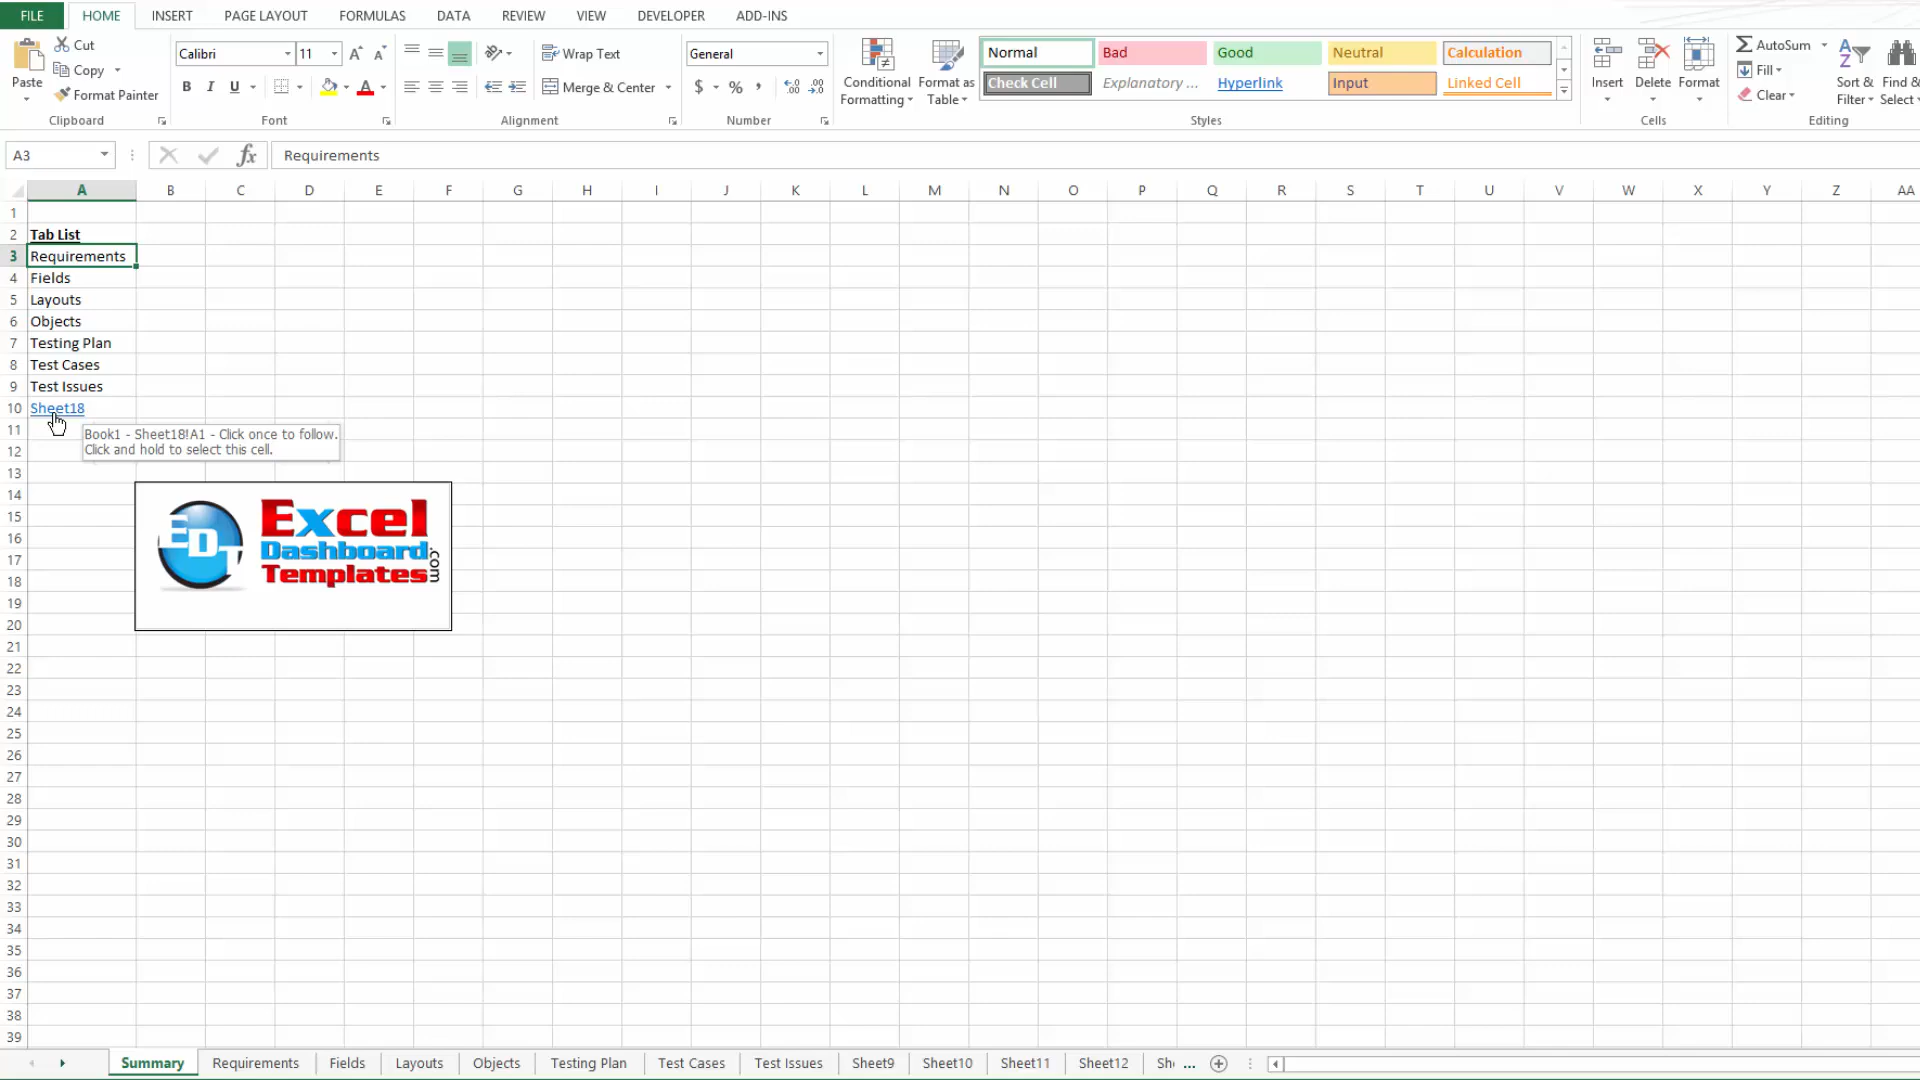 FILE HOME INSERT PAGE LAYOUT FORMULAS DATA REVIEW VIEW DEVELOPER ADD-INS
Paste
Cut
Copy
Format Painter
Clipboard
Calibri 11
B I U
Font
Wrap Text
Merge & Center
Alignment
General
$ % ,
Number
Conditional Formatting
Format as Table
Normal Bad Good Neutral Calculation
Check Cell Explanatory ... Hyperlink Input Linked Cell
Styles
Insert Delete Format
Cells
AutoSum
Fill
Clear
Sort & Filter
Find & Select
Editing
A3 fx Requirements
A B C D E F G H I J K L M N O P Q R S T U V W X Y Z AA
1
2 Tab List
3 Requirements
4 Fields
5 Layouts
6 Objects
7 Testing Plan
8 Test Cases
9 Test Issues
10 Sheet18
11 Book1 - Sheet18!A1 - Click once to follow.
12 Click and hold to select this cell.
13
14
15
16
17
18
19
20
EDT
Excel
Dashboard
Templates
.com
21
22
23
24
25
26
27
28
29
30
31
32
33
34
35
36
37
38
39
Summary Requirements Fields Layouts Objects Testing Plan Test Cases Test Issues Sheet9 Sheet10 Sheet11 Sheet12 ...